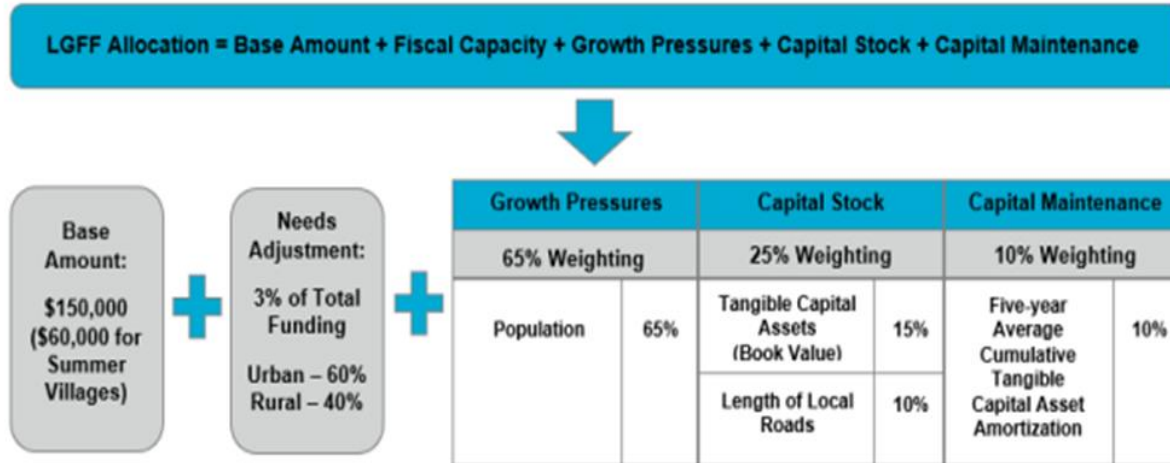 LGFF Allocation = Base Amount + Fiscal Capacity + Growth Pressures + Capital Stock + Capital Maintenance
Base
Amount:
$150,000
($60,000 for
Summer
Villages)
Needs
Adjustment:
3% of Total
Funding
Urban – 60%
Rural – 40%
Growth Pressures
65% Weighting
Population
65%
Capital Stock
25% Weighting
Tangible Capital
Assets
(Book Value)
15%
Length of Local
Roads
10%
Capital Maintenance
10% Weighting
Five-year
Average
Cumulative
Tangible
Capital Asset
Amortization
10%